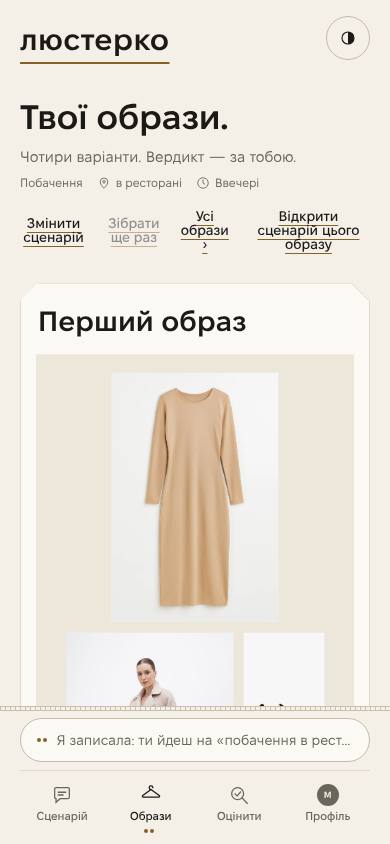 люстерко
Твої образи.
Чотири варіанти. Вердикт — за тобою.
Побачення в ресторані Ввечері
Змінити
сценарій
Зібрати
ще раз
Усі
образи
›
Відкрити
сценарій цього
образу
Перший образ
Я записала: ти йдеш на «побачення в рест...
Сценарій Образи Оцінити Профіль
М